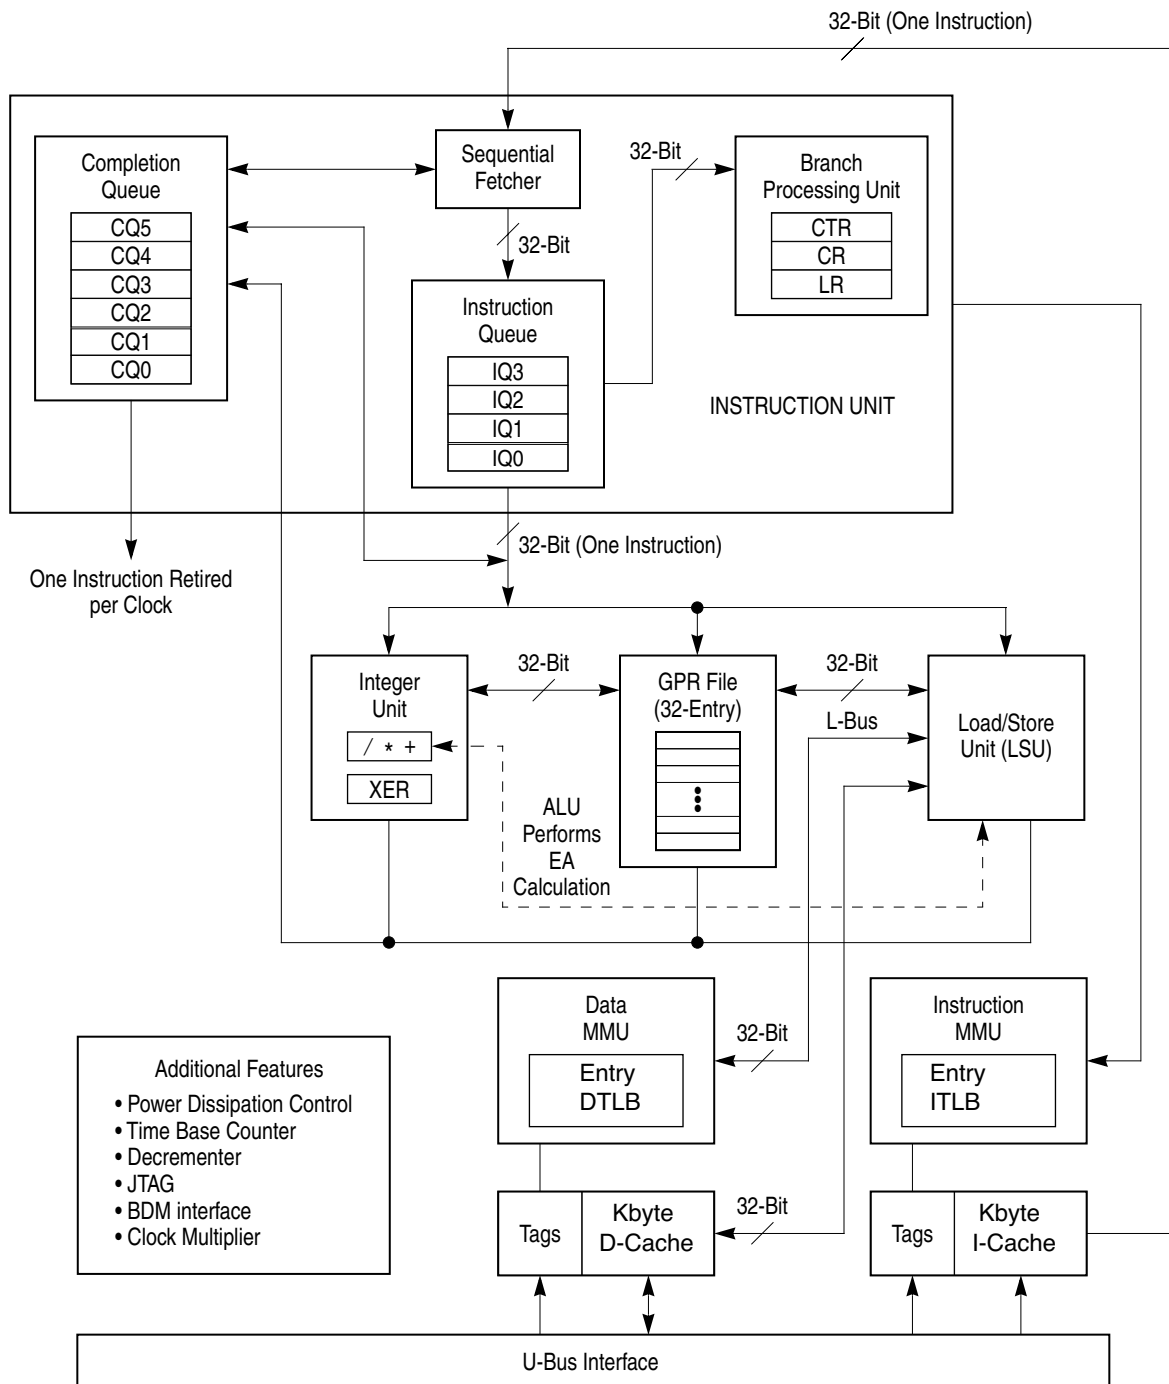 32-Bit (One Instruction)
Completion
Queue
CQ5
CQ4
CQ3
CQ2
CQ1
CQ0
Sequential
Fetcher
32-Bit
32-Bit
Branch
Processing Unit
CTR
CR
LR
Instruction
Queue
IQ3
IQ2
IQ1
IQ0
INSTRUCTION UNIT
32-Bit (One Instruction)
One Instruction Retired
per Clock
Integer
Unit
/ * +
XER
32-Bit
GPR File
(32-Entry)
32-Bit
L-Bus
Load/Store
Unit (LSU)
ALU
Performs
EA
Calculation
Data
MMU
Entry
DTLB
32-Bit
Instruction
MMU
Entry
ITLB
Additional Features
• Power Dissipation Control
• Time Base Counter
• Decrementer
• JTAG
• BDM interface
• Clock Multiplier
Tags
Kbyte
D-Cache
32-Bit
Tags
Kbyte
I-Cache
U-Bus Interface